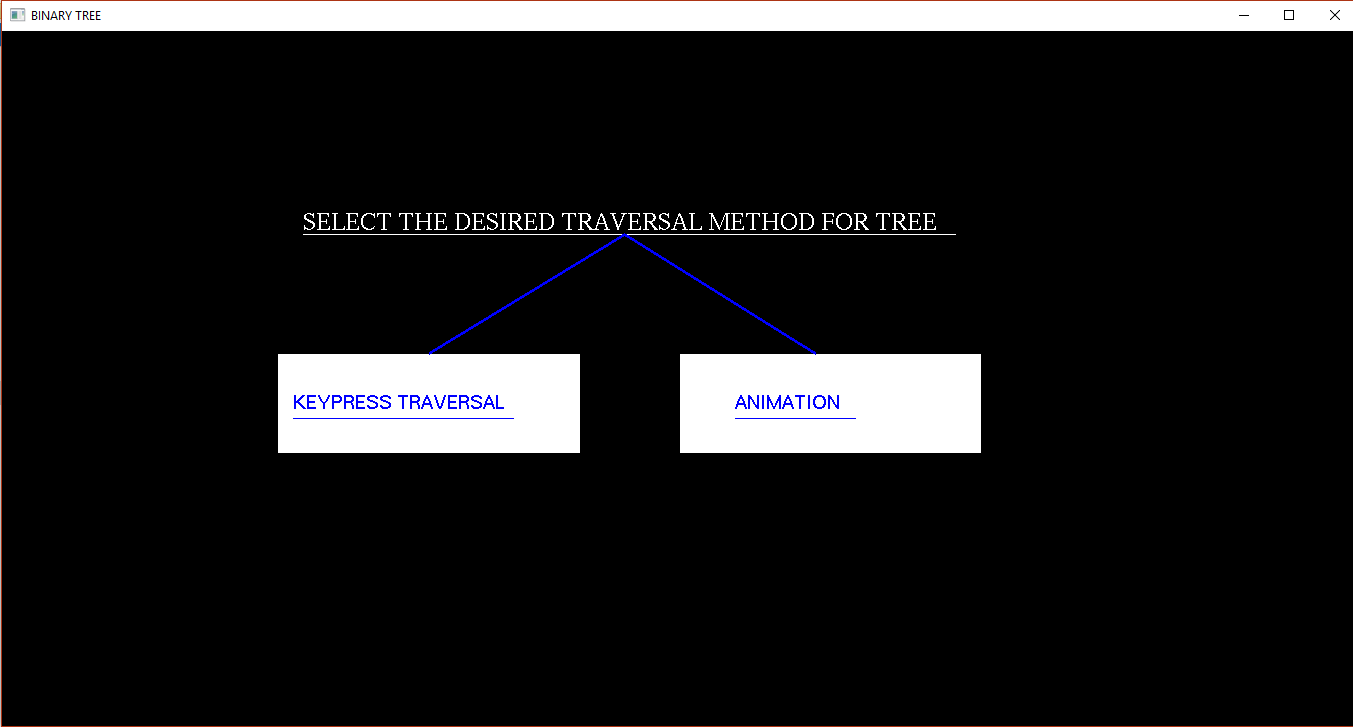 BINARY TREE
SELECT THE DESIRED TRAVERSAL METHOD FOR TREE
KEYPRESS TRAVERSAL
ANIMATION